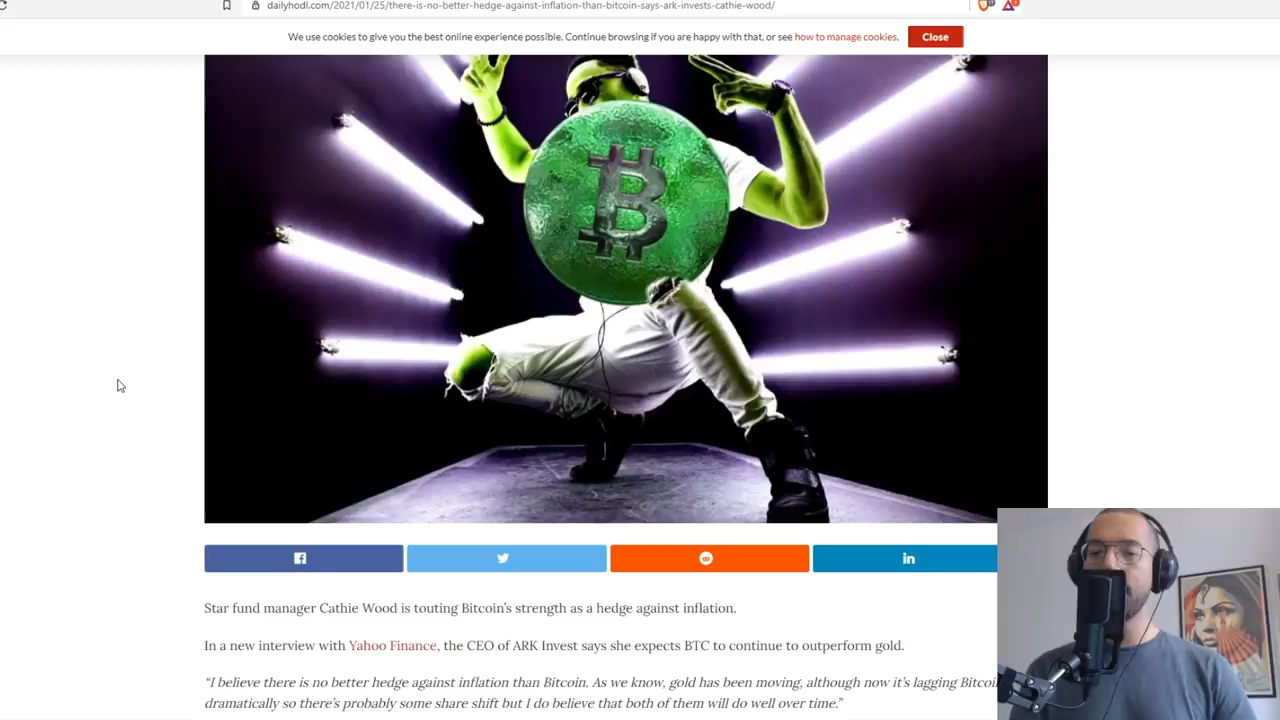 dailyhodl.com/2021/01/25/there-is-no-better-hedge-against-inflation-than-bitcoin-says-ark-invests-cathie-wood/
We use cookies to give you the best online experience possible. Continue browsing if you are happy with that, or see how to manage cookies. Close
Star fund manager Cathie Wood is touting Bitcoin's strength as a hedge against inflation.
In a new interview with Yahoo Finance, the CEO of ARK Invest says she expects BTC to continue to outperform gold.
“I believe there is no better hedge against inflation than Bitcoin. As we know, gold has been moving, although now it's lagging Bitcoi
dramatically so there's probably some share shift but I do believe that both of them will do well over time.”